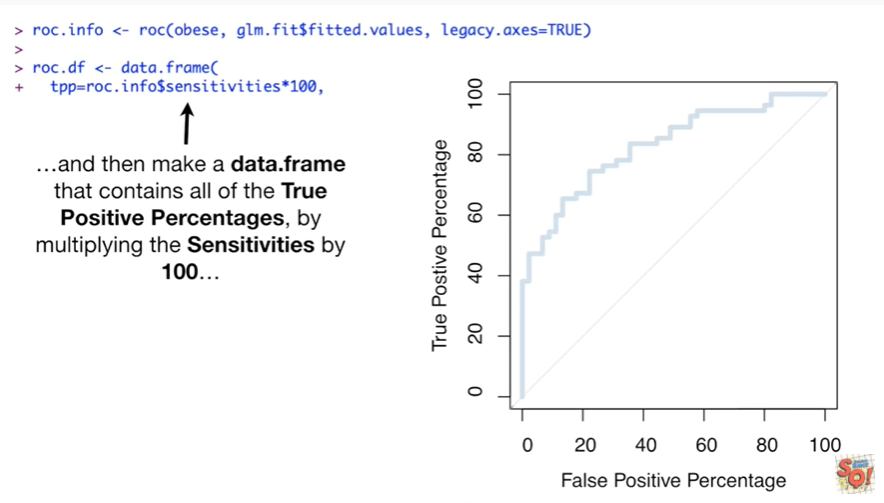 > roc.info <- roc(obese, glm.fit$fitted.values, legacy.axes=TRUE)
>
> roc.df <- data.frame(
+ tpp=roc.info$sensitivities*100,
…and then make a data.frame
that contains all of the True
Positive Percentages, by
multiplying the Sensitivities by
100…
True Postive Percentage
100
80
60
40
20
0
0 20 40 60 80 100
False Positive Percentage
SQ!